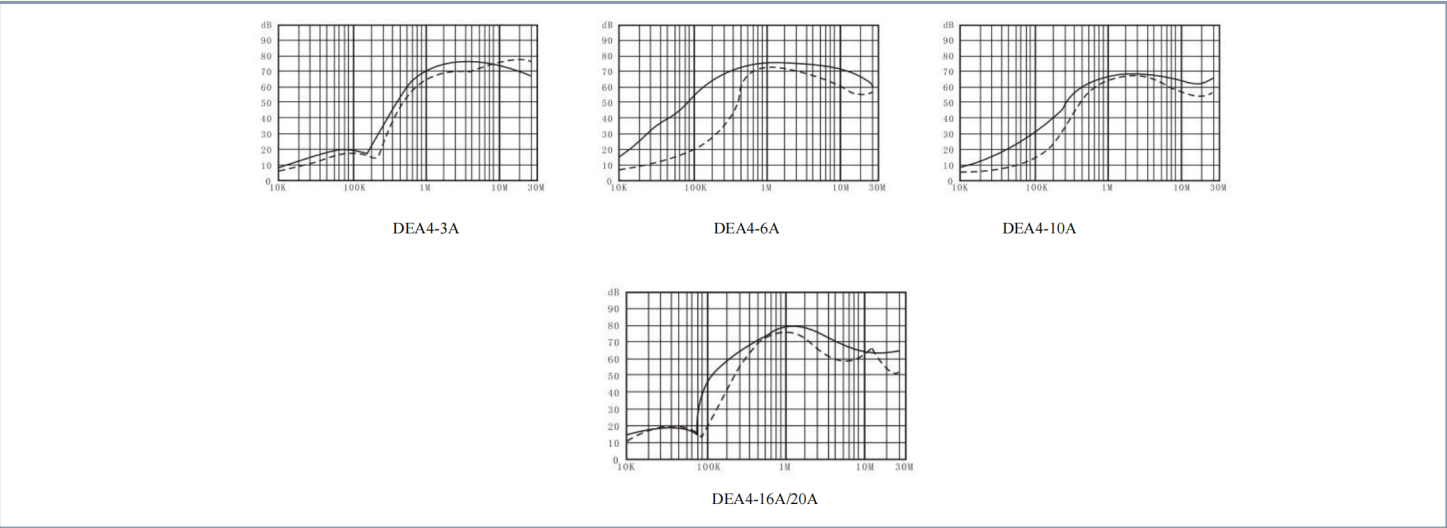 dB dB dB
90 90 90
80 80 80
70 70 70
60 60 60
50 50 50
40 40 40
30 30 30
20 20 20
10 10 10
0 0 0
10K 100K 1M 10M 30M 10K 100K 1M 10M 30M 10K 100K 1M 10M 30M
DEA4-3A DEA4-6A DEA4-10A
dB
90
80
70
60
50
40
30
20
10
0
10K 100K 1M 10M 30M
DEA4-16A/20A